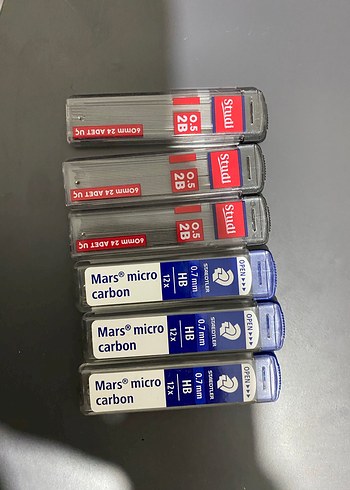 60mm 24 ADET UÇ
0.5
2B
Studi
60mm 24 ADET UÇ
0.5
2B
Studi
60mm 24 ADET UÇ
0.5
2B
Studi
Mars® micro
carbon
12x
HB
0.7 mm
STAEDTLER
OPEN
Mars® micro
carbon
12x
HB
0.7 mm
STAEDTLER
OPEN
Mars® micro
carbon
12x
HB
0.7 mm
STAEDTLER
OPEN